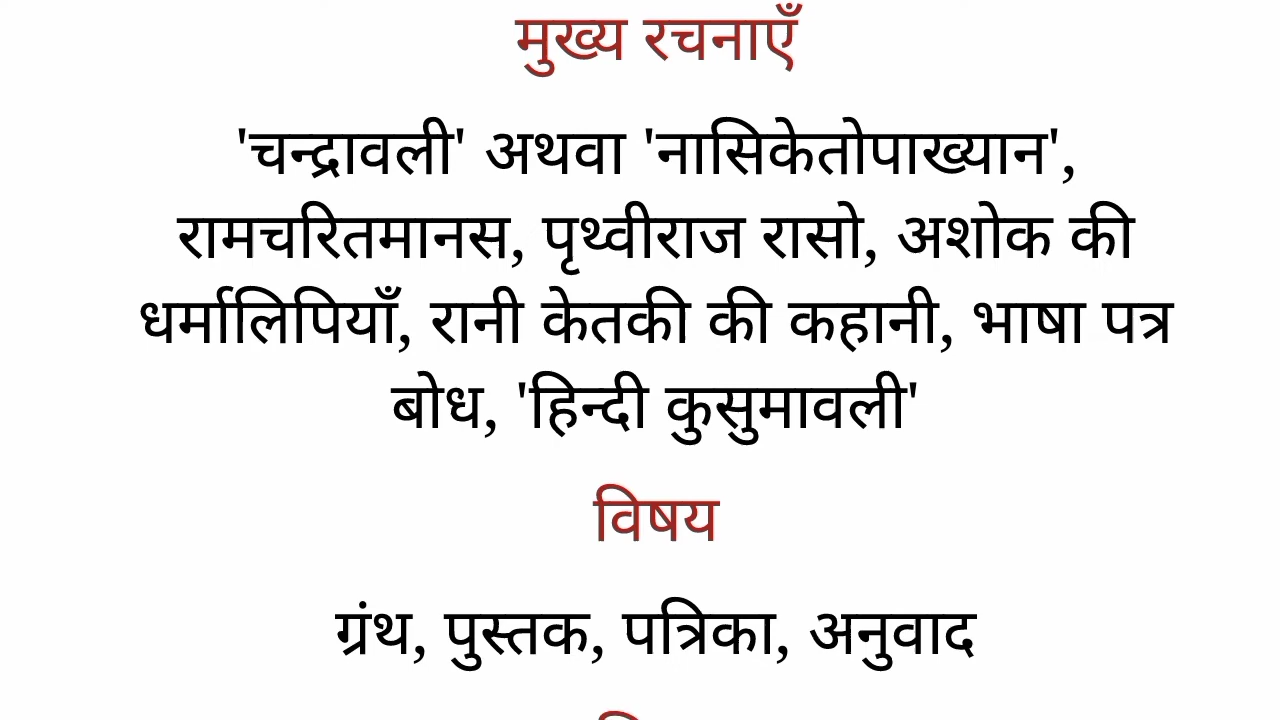 मुख्य रचनाएँ
'चन्द्रावली' अथवा 'नासिकेतोपाख्यान',
रामचरितमानस, पृथ्वीराज रासो, अशोक की
धर्मालिपियाँ, रानी केतकी की कहानी, भाषा पत्र
बोध, 'हिन्दी कुसुमावली'
विषय
ग्रंथ, पुस्तक, पत्रिका, अनुवाद